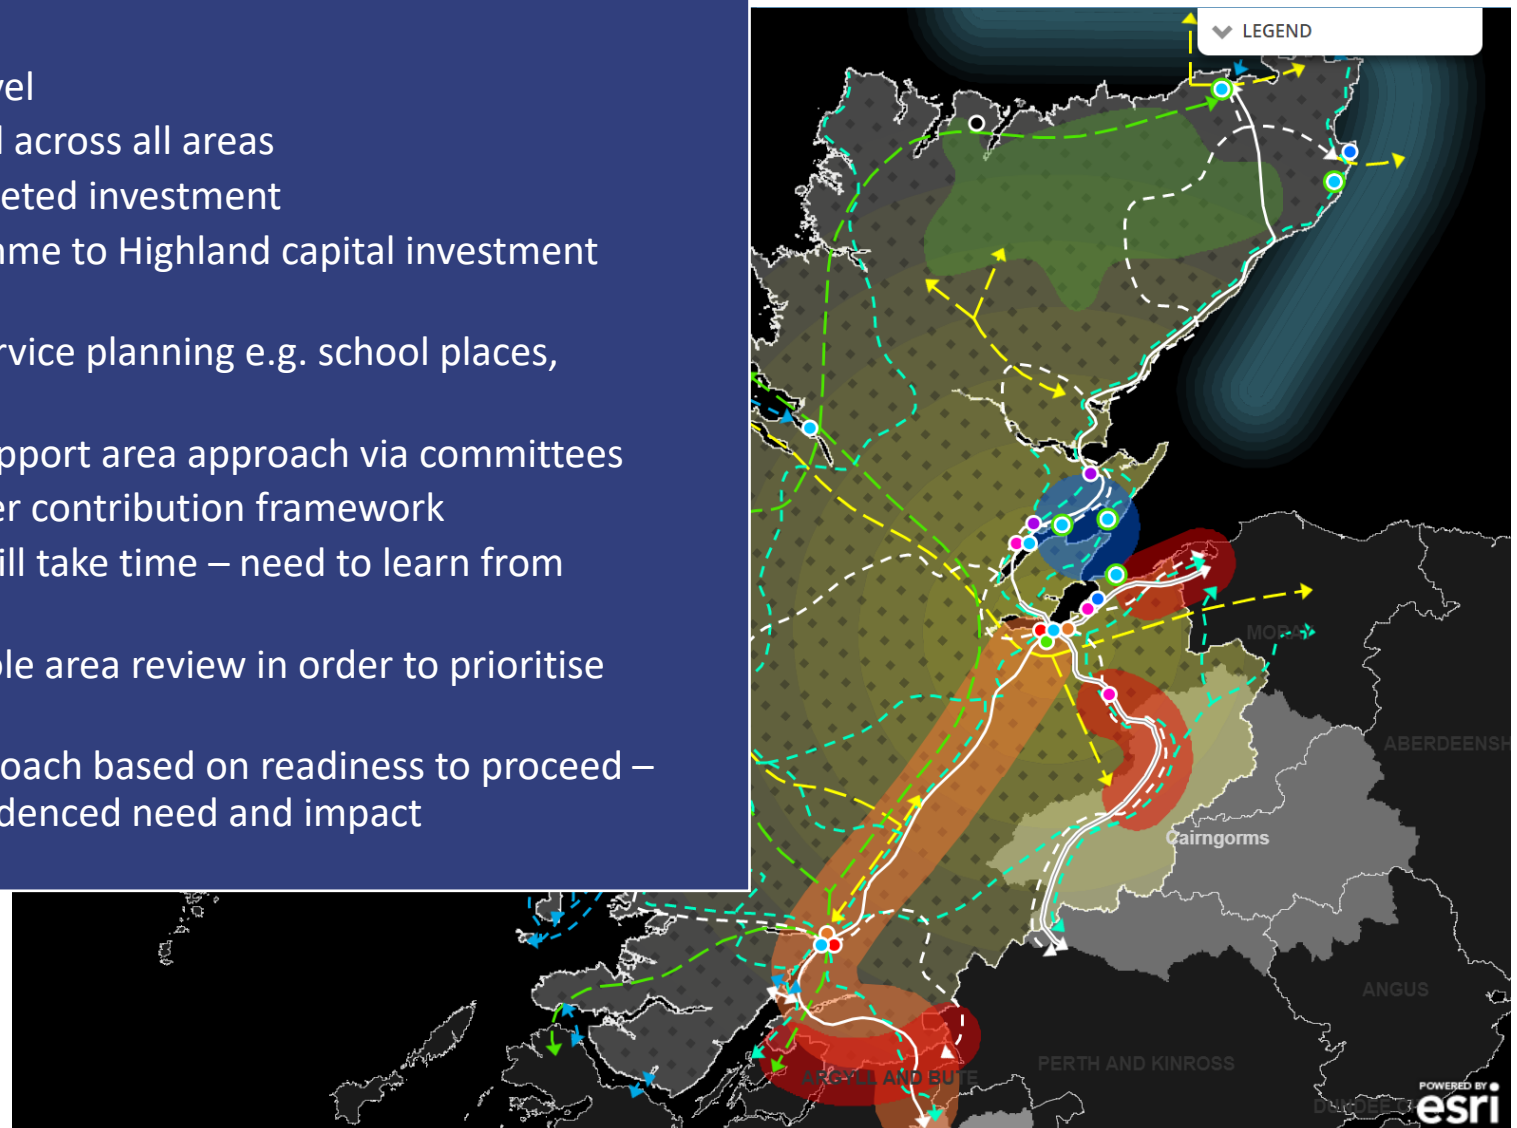 vel
l across all areas
eted investment
nme to Highland capital investment
rvice planning e.g. school places,
pport area approach via committees
er contribution framework
ill take time – need to learn from
ole area review in order to prioritise
oach based on readiness to proceed –
denced need and impact
LEGEND
MORAY
ABERDEENSH
Cairngorms
ANGUS
PERTH AND KINROSS
ARGYLL AND BUTE
POWERED BY
esri